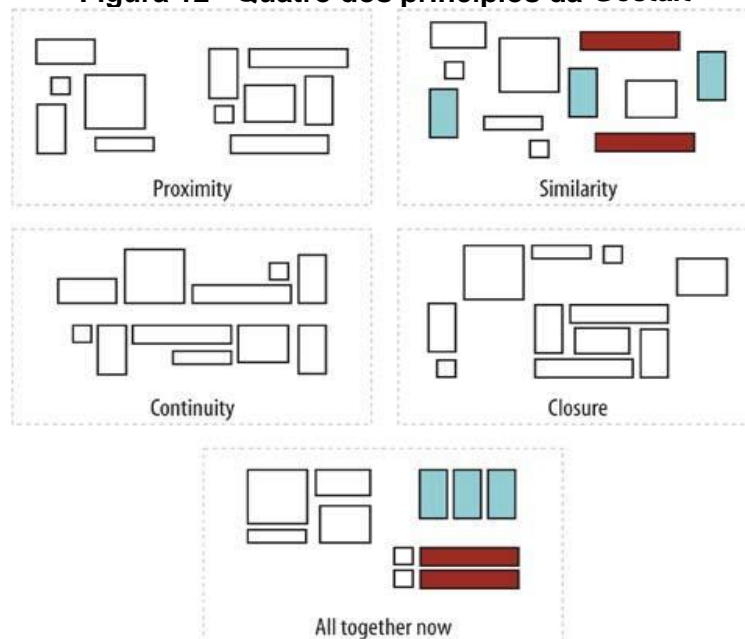 Figura 12 - Quatro dos princípios da Gestalt
Proximity
Similarity
Continuity
Closure
All together now